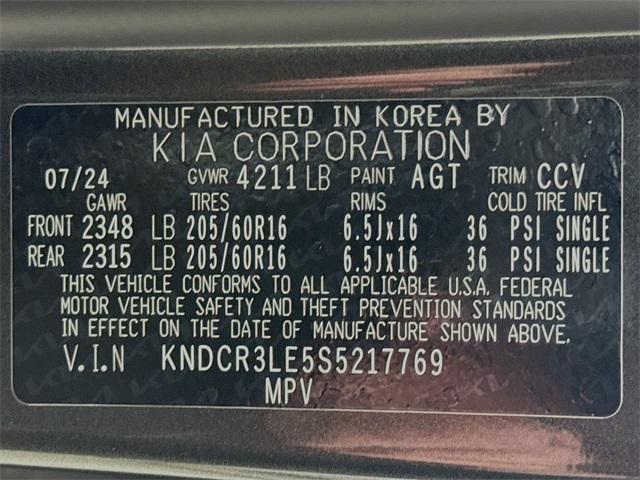 MANUFACTURED IN KOREA BY
KIA CORPORATION
07/24 GVWR 4211 LB PAINT AGT TRIM CCV
GAWR TIRES RIMS COLD TIRE INFL
FRONT 2348 LB 205/60R16 6.5Jx16 36 PSI SINGLE
REAR 2315 LB 205/60R16 6.5Jx16 36 PSI SINGLE
THIS VEHICLE CONFORMS TO ALL APPLICABLE U.S.A. FEDERAL
MOTOR VEHICLE SAFETY AND THEFT PREVENTION STANDARDS
IN EFFECT ON THE DATE OF MANUFACTURE SHOWN ABOVE.
V.I.N KNDCR3LE5S5217769
MPV